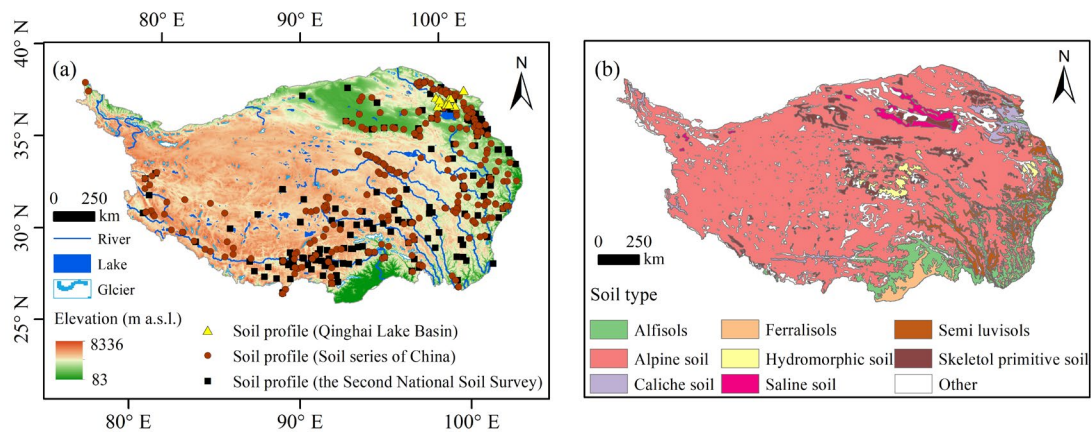 80° E 90° E 100° E
40° N
35° N
30° N
25° N
(a)
N
0 250
km
River
Lake
Glcier
Elevation (m a.s.l.)
8336
83
Soil profile (Qinghai Lake Basin)
Soil profile (Soil series of China)
Soil profile (the Second National Soil Survey)
80° E 90° E 100° E
(b)
N
0 250
km
Soil type
Alfisols Ferralisols Semi luvisols
Alpine soil Hydromorphic soil Skeletol primitive soil
Caliche soil Saline soil Other